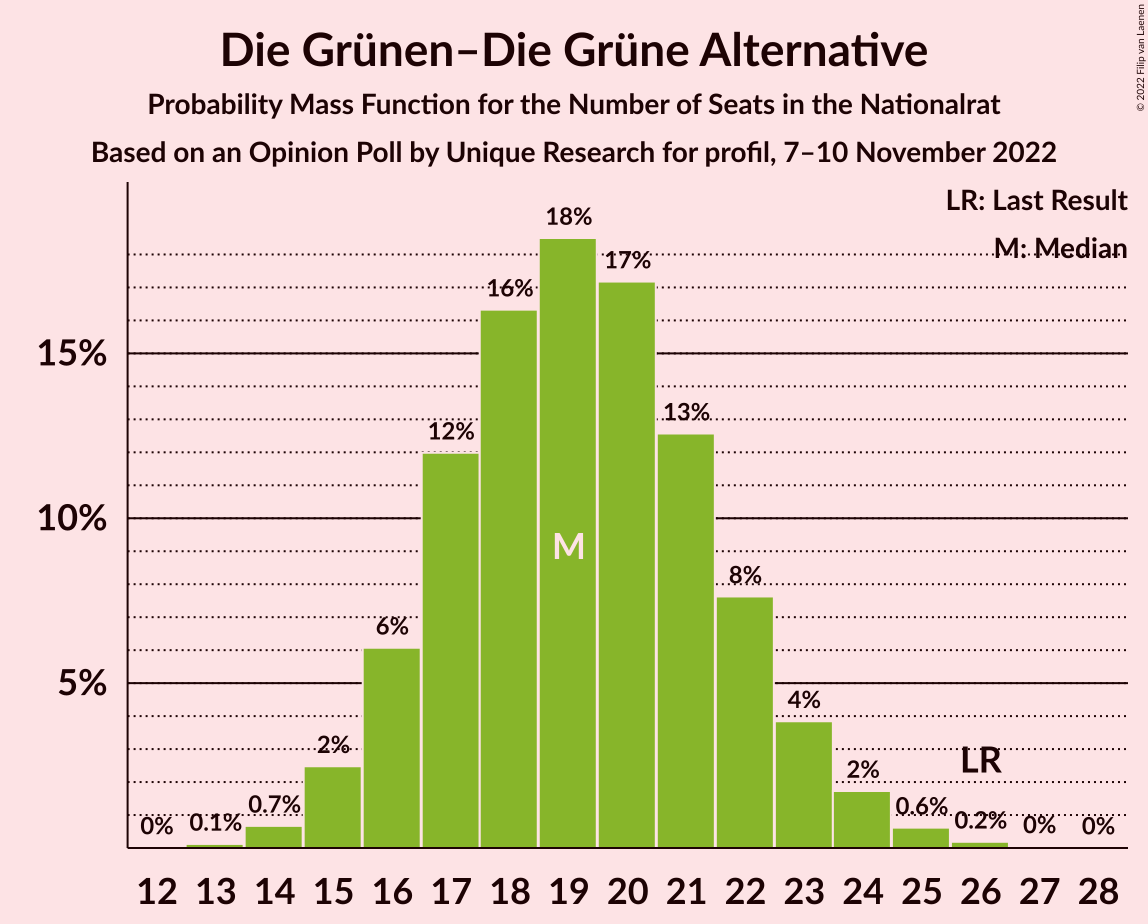 Die Grünen–Die Grüne Alternative
Probability Mass Function for the Number of Seats in the Nationalrat
Based on an Opinion Poll by Unique Research for profil, 7–10 November 2022
© 2022 Filip van Laenen
LR: Last Result
M: Median
15%
10%
5%
0%
0.1%
0.7%
2%
6%
12%
16%
18%
17%
13%
8%
4%
2%
0.6%
0.2%
0%
0%
M
LR
12 13 14 15 16 17 18 19 20 21 22 23 24 25 26 27 28